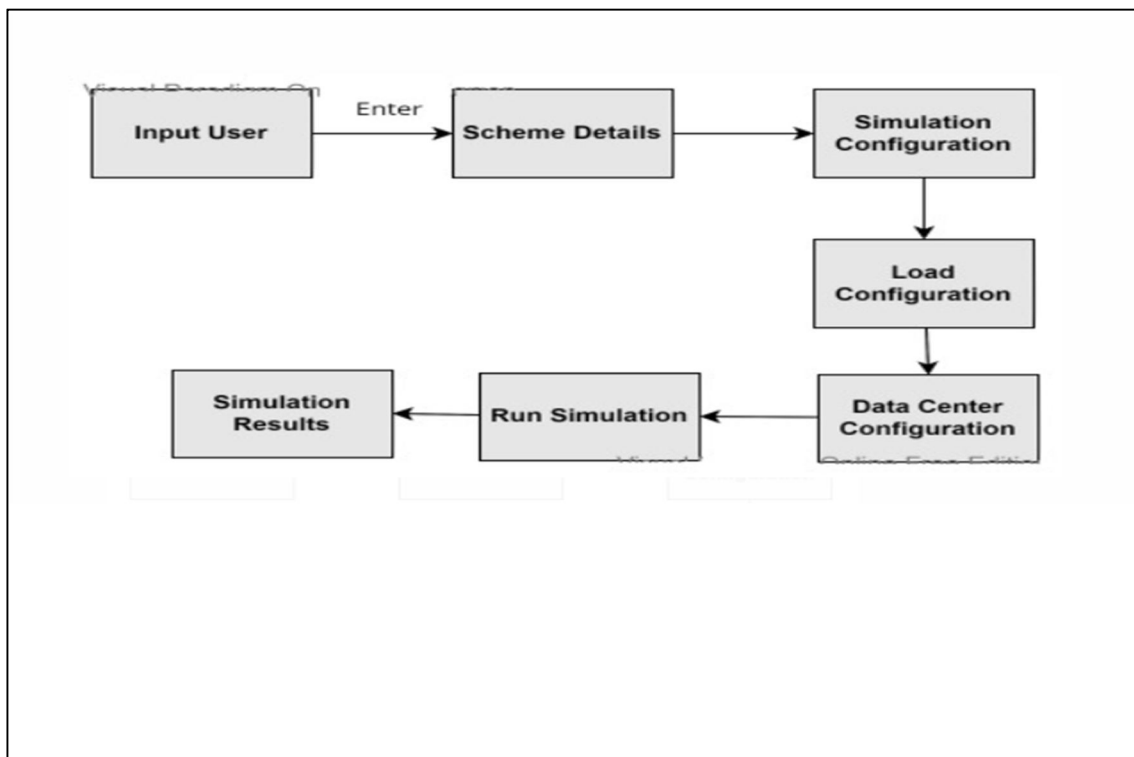 Input User
Enter
Scheme Details
Simulation
Configuration
Load
Configuration
Data Center
Configuration
Run Simulation
Simulation
Results